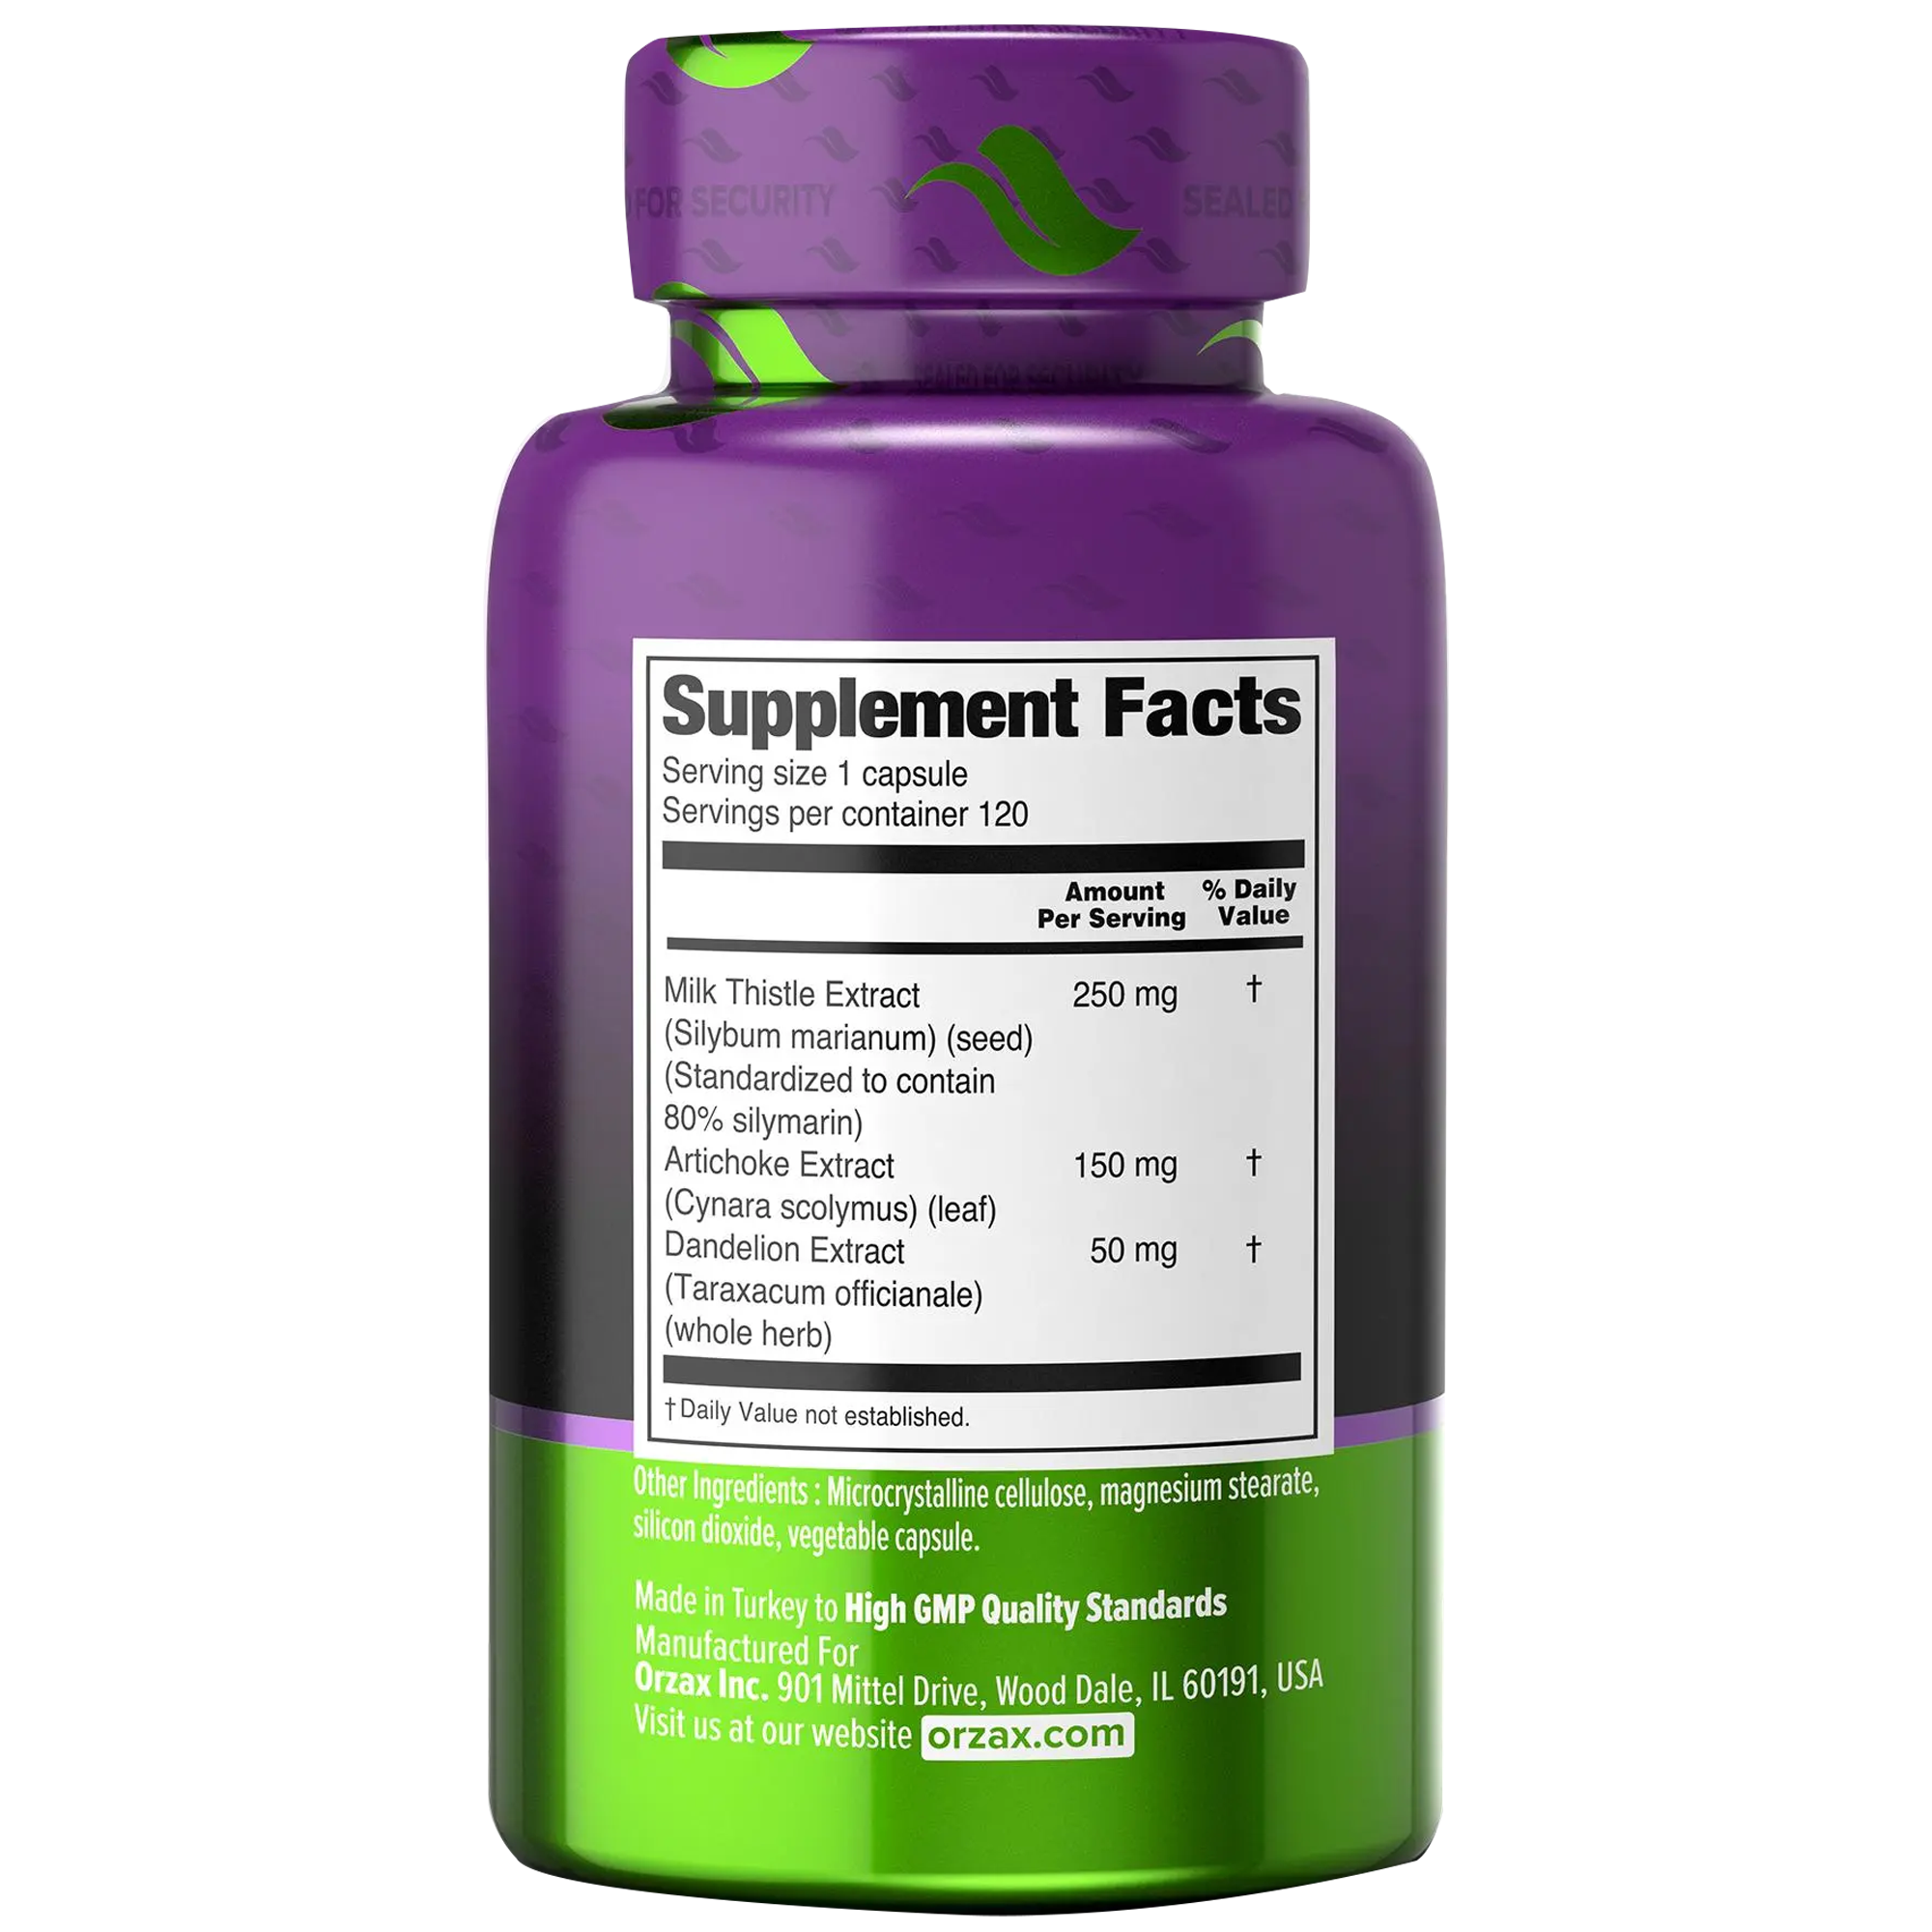 FOR SECURITY
SEALED
SEALED FOR SECURITY
Supplement Facts
Serving size 1 capsule
Servings per container 120
Amount Per Serving % Daily Value
Milk Thistle Extract 250 mg †
(Silybum marianum) (seed)
(Standardized to contain
80% silymarin)
Artichoke Extract 150 mg †
(Cynara scolymus) (leaf)
Dandelion Extract 50 mg †
(Taraxacum officianale)
(whole herb)
† Daily Value not established.
Other Ingredients : Microcrystalline cellulose, magnesium stearate,
silicon dioxide, vegetable capsule.
Made in Turkey to High GMP Quality Standards
Manufactured For
Orzax Inc. 901 Mittel Drive, Wood Dale, IL 60191, USA
Visit us at our website orzax.com